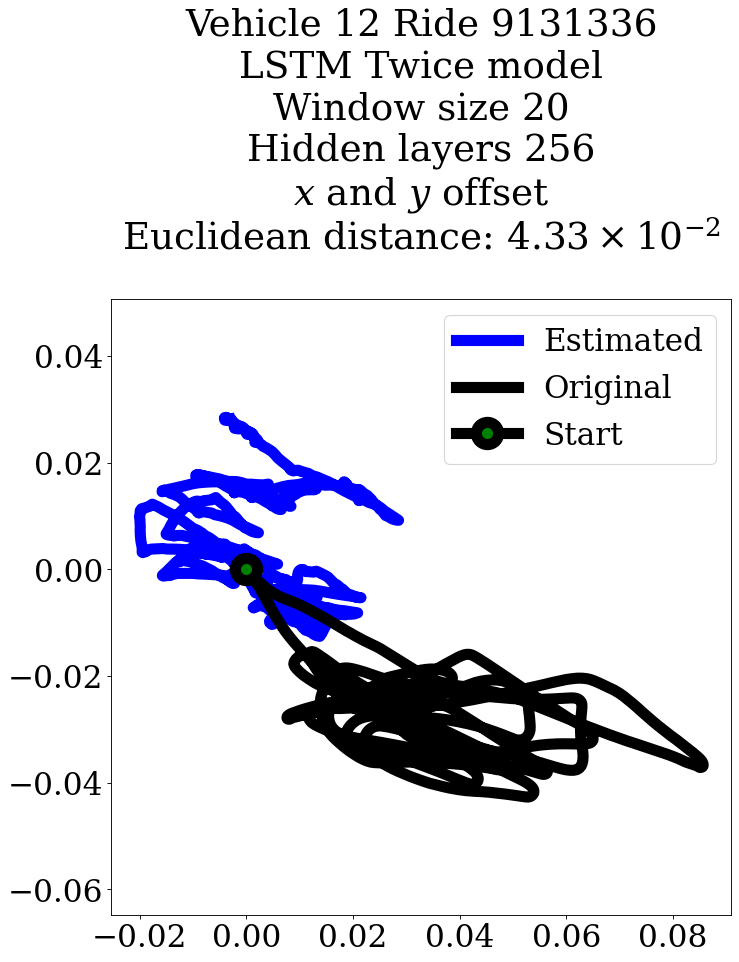 Vehicle 12 Ride 9131336
LSTM Twice model
Window size 20
Hidden layers 256
x and y offset
Euclidean distance: 4.33 × 10⁻²
Estimated
Original
Start
0.04
0.02
0.00
−0.02
−0.04
−0.06
−0.02 0.00 0.02 0.04 0.06 0.08